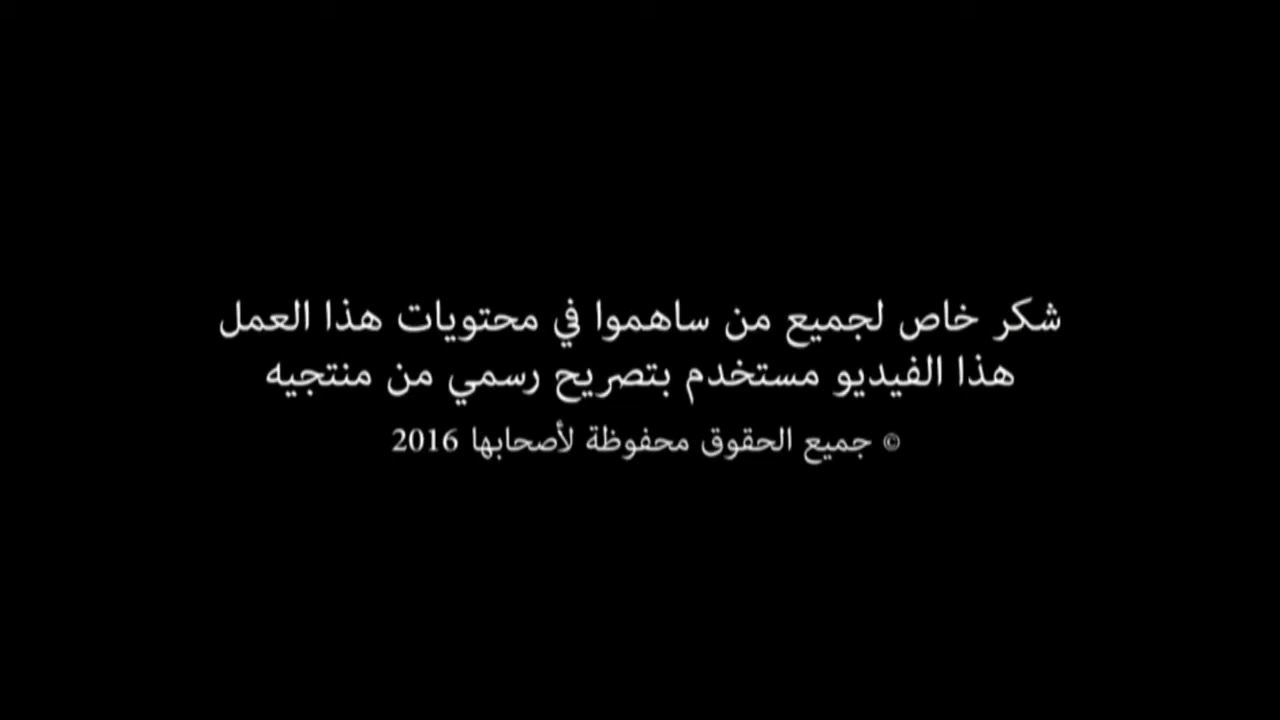 شكر خاص لجميع من ساهموا في محتويات هذا العمل
هذا الفيديو مستخدم بتصريح رسمي من منتجيه
© جميع الحقوق محفوظة لأصحابها 2016